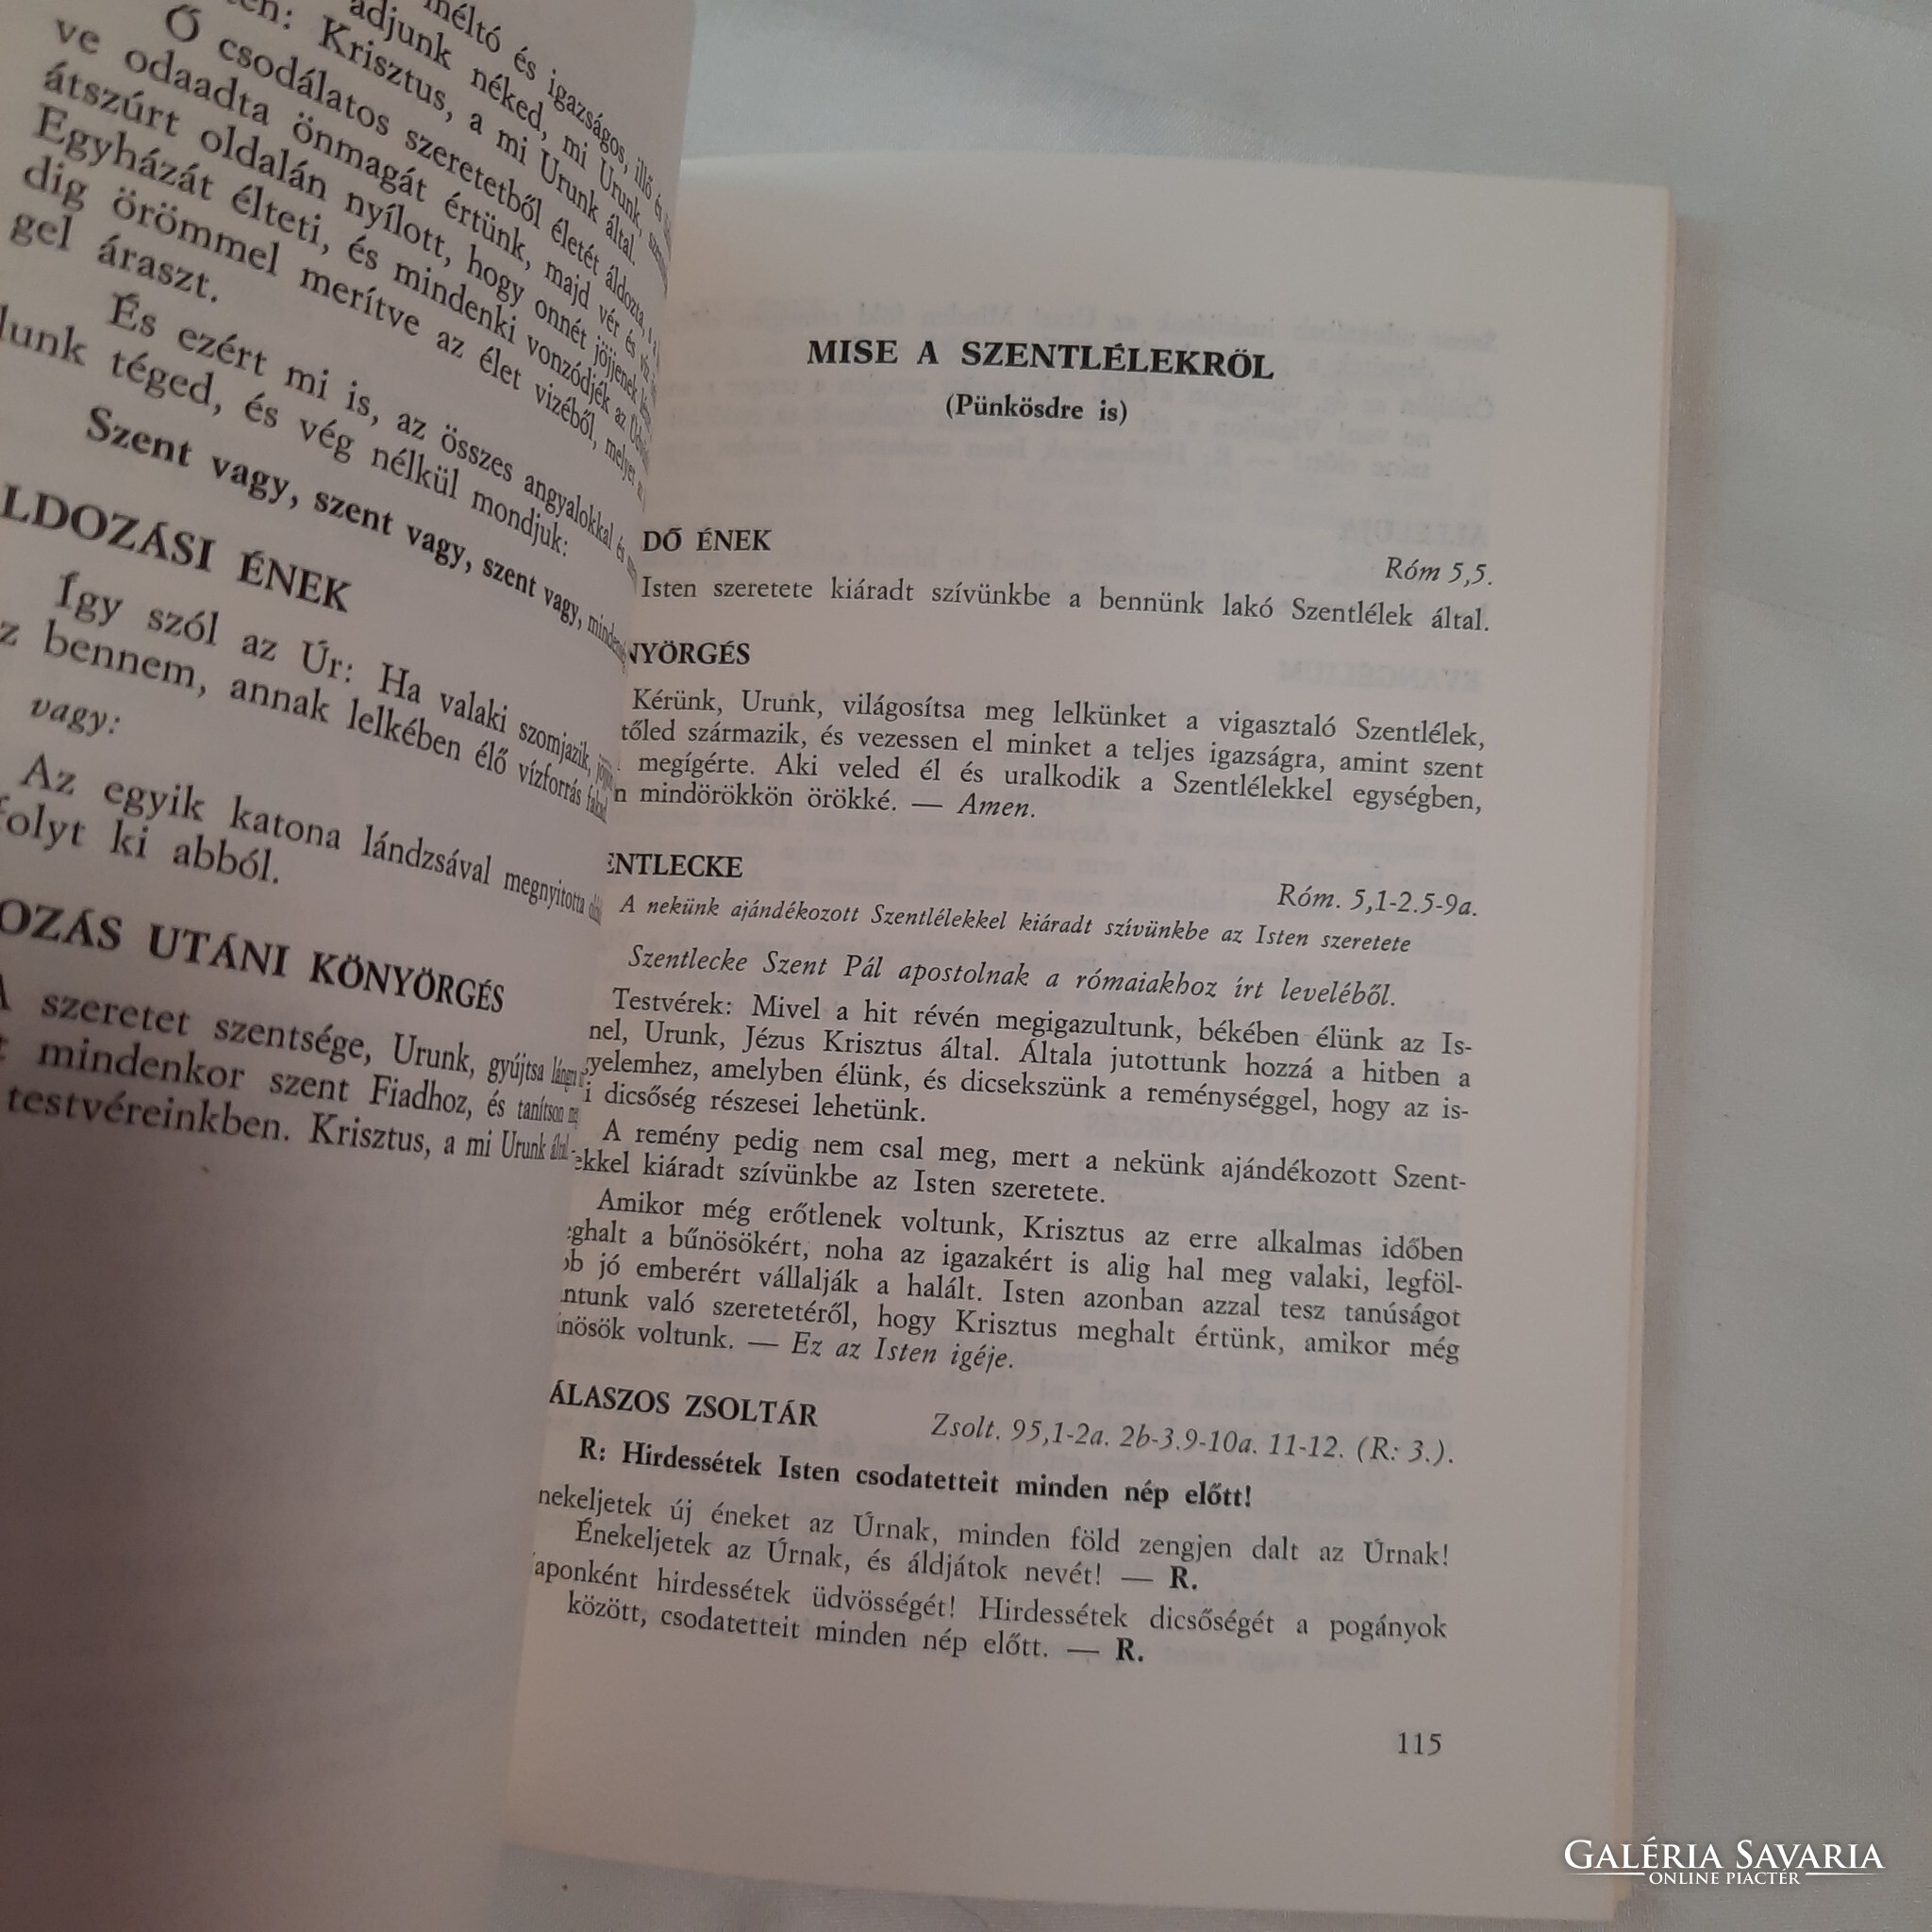 méltó és igazságos, illő és
adjunk néked, mi Urunk,
Krisztus, a mi Urunk által.
Ő csodálatos szeretetből életét áldozta,
ve odaadta önmagát értünk, majd vér és víz
átszúrt oldalán nyílott, hogy onnét jöjjenek
Egyházát élteti, és mindenki vonzódjék az
dig örömmel merítve az élet vizéből, melyet
gel áraszt.
És ezért mi is, az összes angyalokkal és
lunk téged, és vég nélkül mondjuk:
Szent vagy, szent vagy, szent vagy,
LDOZÁSI ÉNEK
Így szól az Úr: Ha valaki szomjazik,
z bennem, annak lelkében élő vízforrás
vagy:
Az egyik katona lándzsával megnyitotta
folyt ki abból.
OZÁS UTÁNI KÖNYÖRGÉS
A szeretet szentsége, Urunk, gyújtsa
mindenkor szent Fiadhoz, és tanítson
testvéreinkben. Krisztus, a mi Urunk
MISE A SZENTLÉLEKRŐL
(Pünkösdre is)
DŐ ÉNEK
Róm 5,5.
Isten szeretete kiáradt szívünkbe a bennünk lakó Szentlélek által.
NYÖRGÉS
Kérünk, Urunk, világosítsa meg lelkünket a vigasztaló Szentlélek,
tőled származik, és vezessen el minket a teljes igazságra, amint szent
megígérte. Aki veled él és uralkodik a Szentlélekkel egységben,
n mindörökkön örökké. — Amen.
ENTLECKE
Róm. 5,1-2.5-9a.
A nekünk ajándékozott Szentlélekkel kiáradt szívünkbe az Isten szeretete
Szentlecke Szent Pál apostolnak a rómaiakhoz írt leveléből.
Testvérek: Mivel a hit révén megigazultunk, békében élünk az Is-
nel, Urunk, Jézus Krisztus által. Általa jutottunk hozzá a hitben a
gyelemhez, amelyben élünk, és dicsekszünk a reménységgel, hogy az is-
i dicsőség részesei lehetünk.
A remény pedig nem csal meg, mert a nekünk ajándékozott Szent-
ekkel kiáradt szívünkbe az Isten szeretete.
Amikor még erőtlenek voltunk, Krisztus az erre alkalmas időben
eghalt a bűnösökért, noha az igazakért is alig hal meg valaki, legföl-
bb jó emberért vállalják a halált. Isten azonban azzal tesz tanúságot
ntunk való szeretetéről, hogy Krisztus meghalt értünk, amikor még
nösök voltunk. — Ez az Isten igéje.
ÁLASZOS ZSOLTÁR
Zsolt. 95,1-2a. 2b-3.9-10a. 11-12. (R: 3.).
R: Hirdessétek Isten csodatetteit minden nép előtt!
nekeljetek új éneket az Úrnak, minden föld zengjen dalt az Úrnak!
Énekeljetek az Úrnak, és áldjátok nevét! — R.
aponként hirdessétek üdvösségét! Hirdessétek dicsőségét a pogányok
között, csodatetteit minden nép előtt. — R.
115
GALÉRIA SAVARIA
ONLINE PIACTÉR